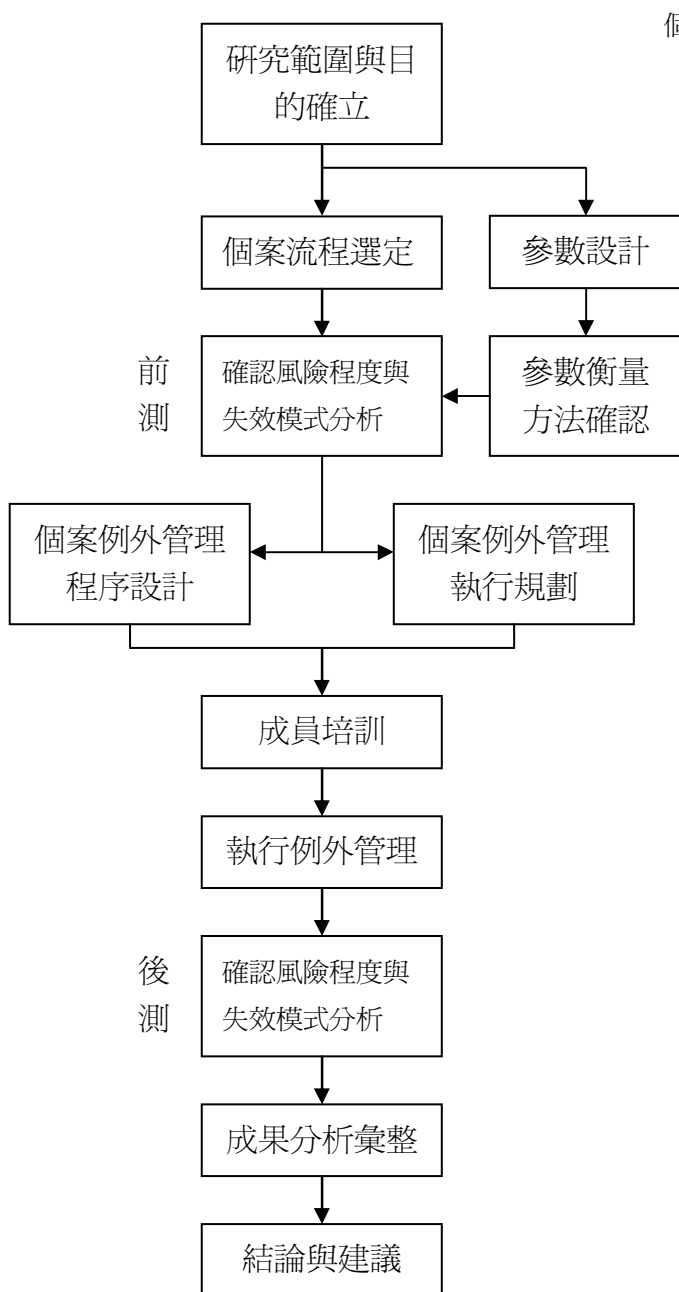 個
研究範圍與目
的確立
個案流程選定
參數設計
前
測
確認風險程度與
失效模式分析
參數衡量
方法確認
個案例外管理
程序設計
個案例外管理
執行規劃
成員培訓
執行例外管理
後
測
確認風險程度與
失效模式分析
成果分析彙整
結論與建議